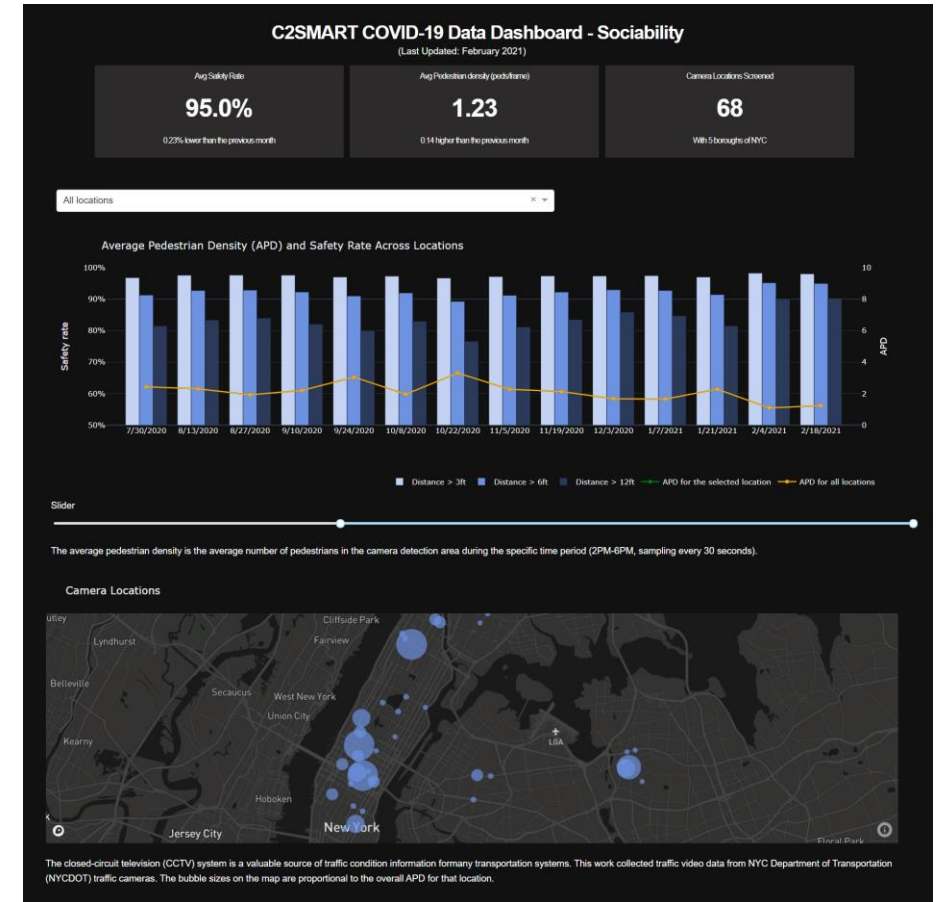 C2SMART COVID-19 Data Dashboard - Sociability
(Last Updated: February 2021)
Avg Safety Rate
95.0%
0.23% lower than the previous month
Avg Pedestrian density (peds/frame)
1.23
0.14 higher than the previous month
Camera Locations Screened
68
With 5 boroughs of NYC
All locations
Average Pedestrian Density (APD) and Safety Rate Across Locations
100%
90%
80%
70%
60%
50%
Safety rate
10
8
6
4
2
0
APD
7/30/2020 8/13/2020 8/27/2020 9/10/2020 9/24/2020 10/8/2020 10/22/2020 11/5/2020 11/19/2020 12/3/2020 1/7/2021 1/21/2021 2/4/2021 2/18/2021
Distance > 3ft Distance > 6ft Distance > 12ft APD for the selected location APD for all locations
Slider
The average pedestrian density is the average number of pedestrians in the camera detection area during the specific time period (2PM-6PM, sampling every 30 seconds).
Camera Locations
utley
Cliffside Park
Lyndhurst
Fairview
Belleville
Secaucus
West New York
Union City
Kearny
LGA
Hoboken
Jersey City
New York
Floral Park
The closed-circuit television (CCTV) system is a valuable source of traffic condition information formany transportation systems. This work collected traffic video data from NYC Department of Transportation
(NYCDOT) traffic cameras. The bubble sizes on the map are proportional to the overall APD for that location.